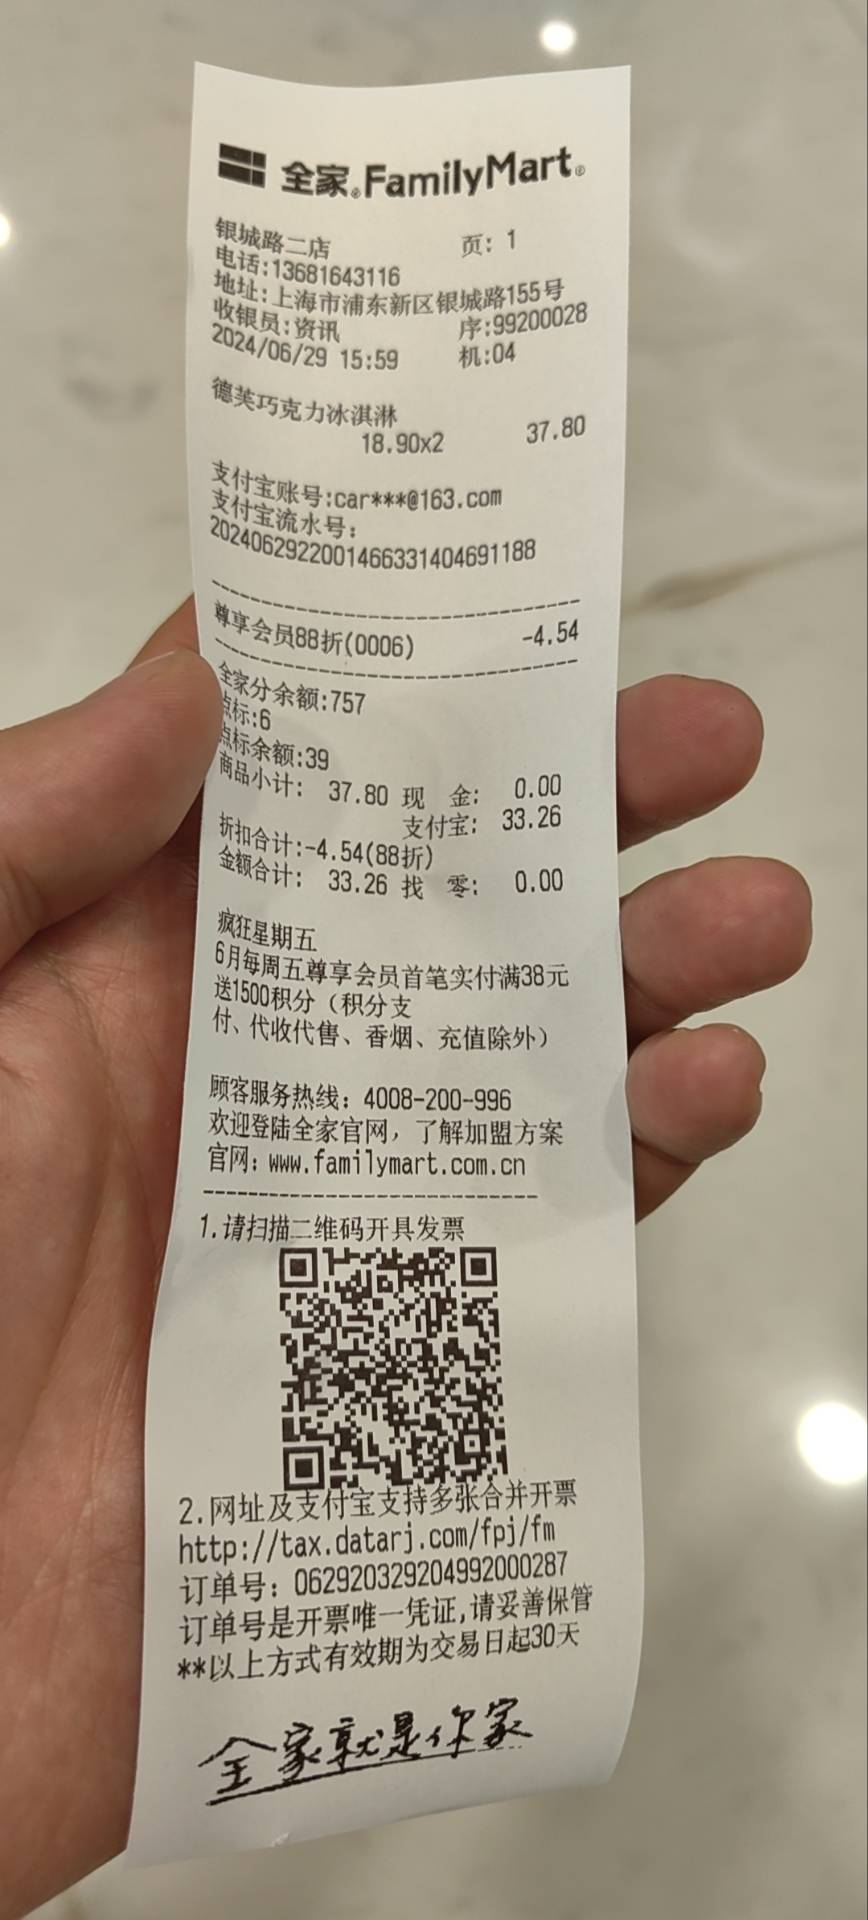 全家 FamilyMart
银城路二店 页: 1
电话:13681643116
地址:上海市浦东新区银城路155号
收银员:资讯 序:99200028
2024/06/29 15:59 机:04
德芙巧克力冰淇淋
18.90x2 37.80
支付宝账号:car***@163.com
支付宝流水号:
2024062922001466331404691188
尊享会员88折(0006) -4.54
全家分余额:757
点标:6
点标余额:39
商品小计: 37.80 现 金: 0.00
支付宝: 33.26
折扣合计:-4.54(88折)
金额合计: 33.26 找 零: 0.00
疯狂星期五
6月每周五尊享会员首笔实付满38元
送1500积分（积分支
付、代收代售、香烟、充值除外）
顾客服务热线: 4008-200-996
欢迎登陆全家官网，了解加盟方案
官网: www.familymart.com.cn
1.请扫描二维码开具发票
2.网址及支付宝支持多张合并开票
http://tax.datarj.com/fpj/fm
订单号: 062920329204992000287
订单号是开票唯一凭证,请妥善保管
**以上方式有效期为交易日起30天
全家就是你家